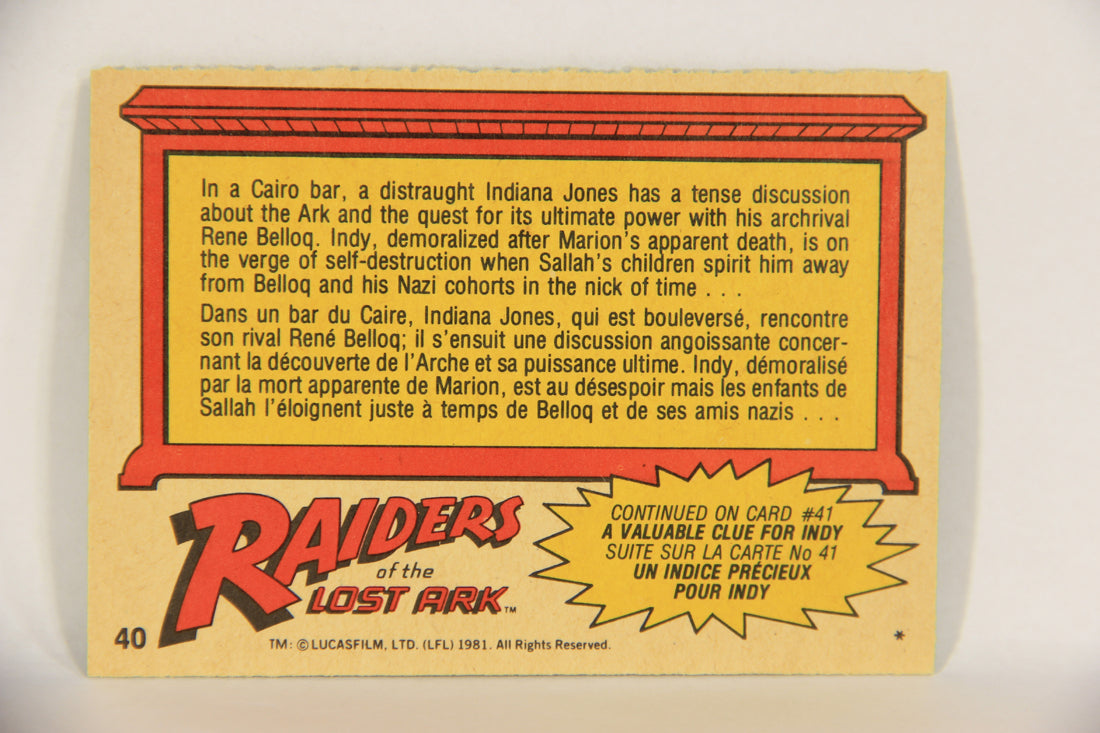 In a Cairo bar, a distraught Indiana Jones has a tense discussion
about the Ark and the quest for its ultimate power with his archrival
Rene Belloq. Indy, demoralized after Marion's apparent death, is on
the verge of self-destruction when Sallah's children spirit him away
from Belloq and his Nazi cohorts in the nick of time . . .
Dans un bar du Caire, Indiana Jones, qui est bouleversé, rencontre
son rival René Belloq; il s'ensuit une discussion angoissante concer-
nant la découverte de l'Arche et sa puissance ultime. Indy, démoralisé
par la mort apparente de Marion, est au désespoir mais les enfants de
Sallah l'éloignent juste à temps de Belloq et de ses amis nazis . . .
RAIDERS
of the
LOST ARK™
CONTINUED ON CARD #41
A VALUABLE CLUE FOR INDY
SUITE SUR LA CARTE No 41
UN INDICE PRÉCIEUX
POUR INDY
40
TM: © LUCASFILM, LTD. (LFL) 1981. All Rights Reserved.
*